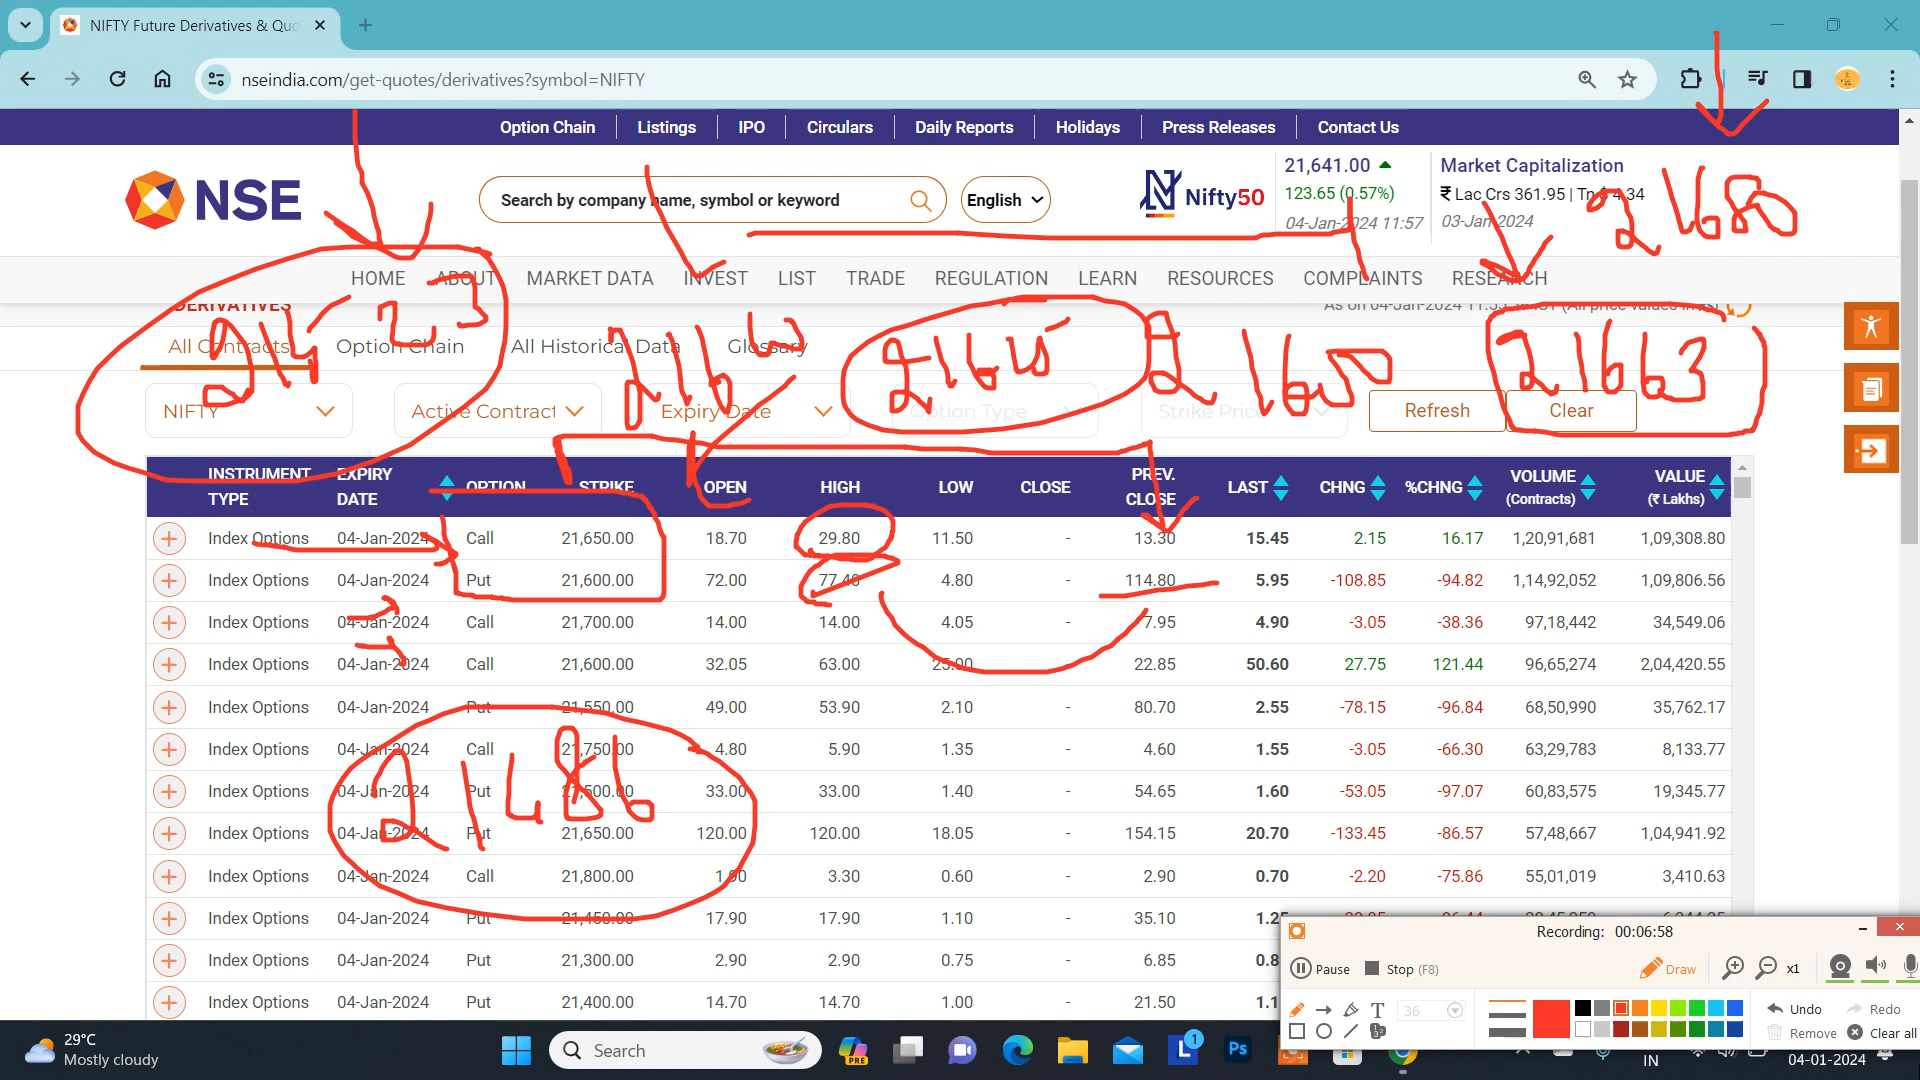 NIFTY Future Derivatives & Quo
nseindia.com/get-quotes/derivatives?symbol=NIFTY
Option Chain Listings IPO Circulars Daily Reports Holidays Press Releases Contact Us
NSE
Search by company name, symbol or keyword
English
Nifty50
21,641.00
123.65 (0.57%)
04-Jan-2024 11:57
Market Capitalization
₹ Lac Crs 361.95 | Tn $ 4.34
03-Jan-2024
21680
HOME ABOUT MARKET DATA INVEST LIST TRADE REGULATION LEARN RESOURCES COMPLAINTS RESEARCH
DERIVATIVES
All Contracts Option Chain All Historical Data Glossary
21650 21663
NIFTY Active Contract Expiry Date Option Type Strike Price Refresh Clear
INSTRUMENT TYPE EXPIRY DATE OPTION STRIKE OPEN HIGH LOW CLOSE PREV. CLOSE LAST CHNG %CHNG VOLUME (Contracts) VALUE (₹ Lakhs)
Index Options 04-Jan-2024 Call 21,650.00 18.70 29.80 11.50 - 13.30 15.45 2.15 16.17 1,20,91,681 1,09,308.80
Index Options 04-Jan-2024 Put 21,600.00 72.00 77.40 4.80 - 114.80 5.95 -108.85 -94.82 1,14,92,052 1,09,806.56
Index Options 04-Jan-2024 Call 21,700.00 14.00 14.00 4.05 - 7.95 4.90 -3.05 -38.36 97,18,442 34,549.06
Index Options 04-Jan-2024 Call 21,600.00 32.05 63.00 25.00 - 22.85 50.60 27.75 121.44 96,65,274 2,04,420.55
Index Options 04-Jan-2024 Put 21,550.00 49.00 53.90 2.10 - 80.70 2.55 -78.15 -96.84 68,50,990 35,762.17
Index Options 04-Jan-2024 Call 21,750.00 4.80 5.90 1.35 - 4.60 1.55 -3.05 -66.30 63,29,783 8,133.77
Index Options 04-Jan-2024 Put 21,500.00 33.00 33.00 1.40 - 54.65 1.60 -53.05 -97.07 60,83,575 19,345.77
21486
Index Options 04-Jan-2024 Put 21,650.00 120.00 120.00 18.05 - 154.15 20.70 -133.45 -86.57 57,48,667 1,04,941.92
Index Options 04-Jan-2024 Call 21,800.00 1.90 3.30 0.60 - 2.90 0.70 -2.20 -75.86 55,01,019 3,410.63
Index Options 04-Jan-2024 Put 21,450.00 17.90 17.90 1.10 - 35.10
Index Options 04-Jan-2024 Put 21,300.00 2.90 2.90 0.75 - 6.85
Index Options 04-Jan-2024 Put 21,400.00 14.70 14.70 1.00 - 21.50
Recording: 00:06:58
Pause Stop (F8) Draw x1
T 36 Undo Redo
Remove Clear all
29°C
Mostly cloudy
Search
PRE
L 1
Ps
IN
04-01-2024